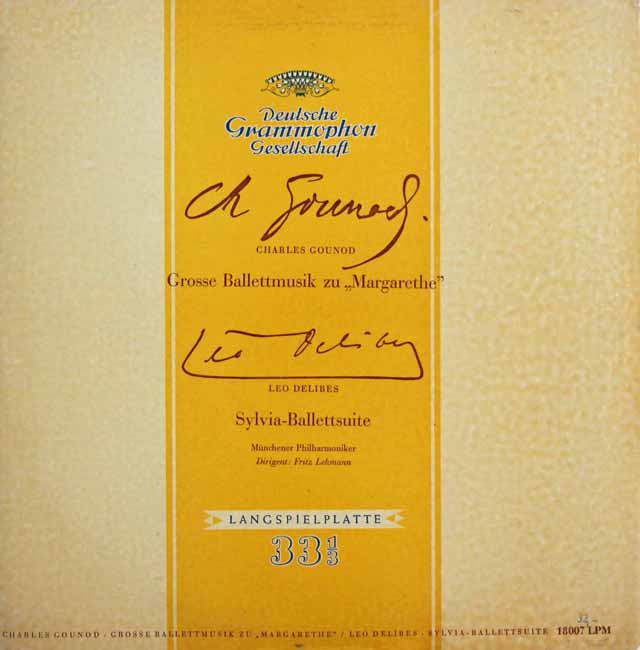 Deutsche
Grammophon
Gesellschaft
Ch Gounod.
CHARLES GOUNOD
Grosse Ballettmusik zu „Margarethe”
Leo Delibes
LEO DELIBES
Sylvia-Ballettsuite
Münchener Philharmoniker
Dirigent: Fritz Lehmann
LANGSPIELPLATTE
33⅓
CHARLES GOUNOD · GROSSE BALLETTMUSIK ZU „MARGARETHE” / LEO DELIBES · SYLVIA-BALLETTSUITE 18007 LPM